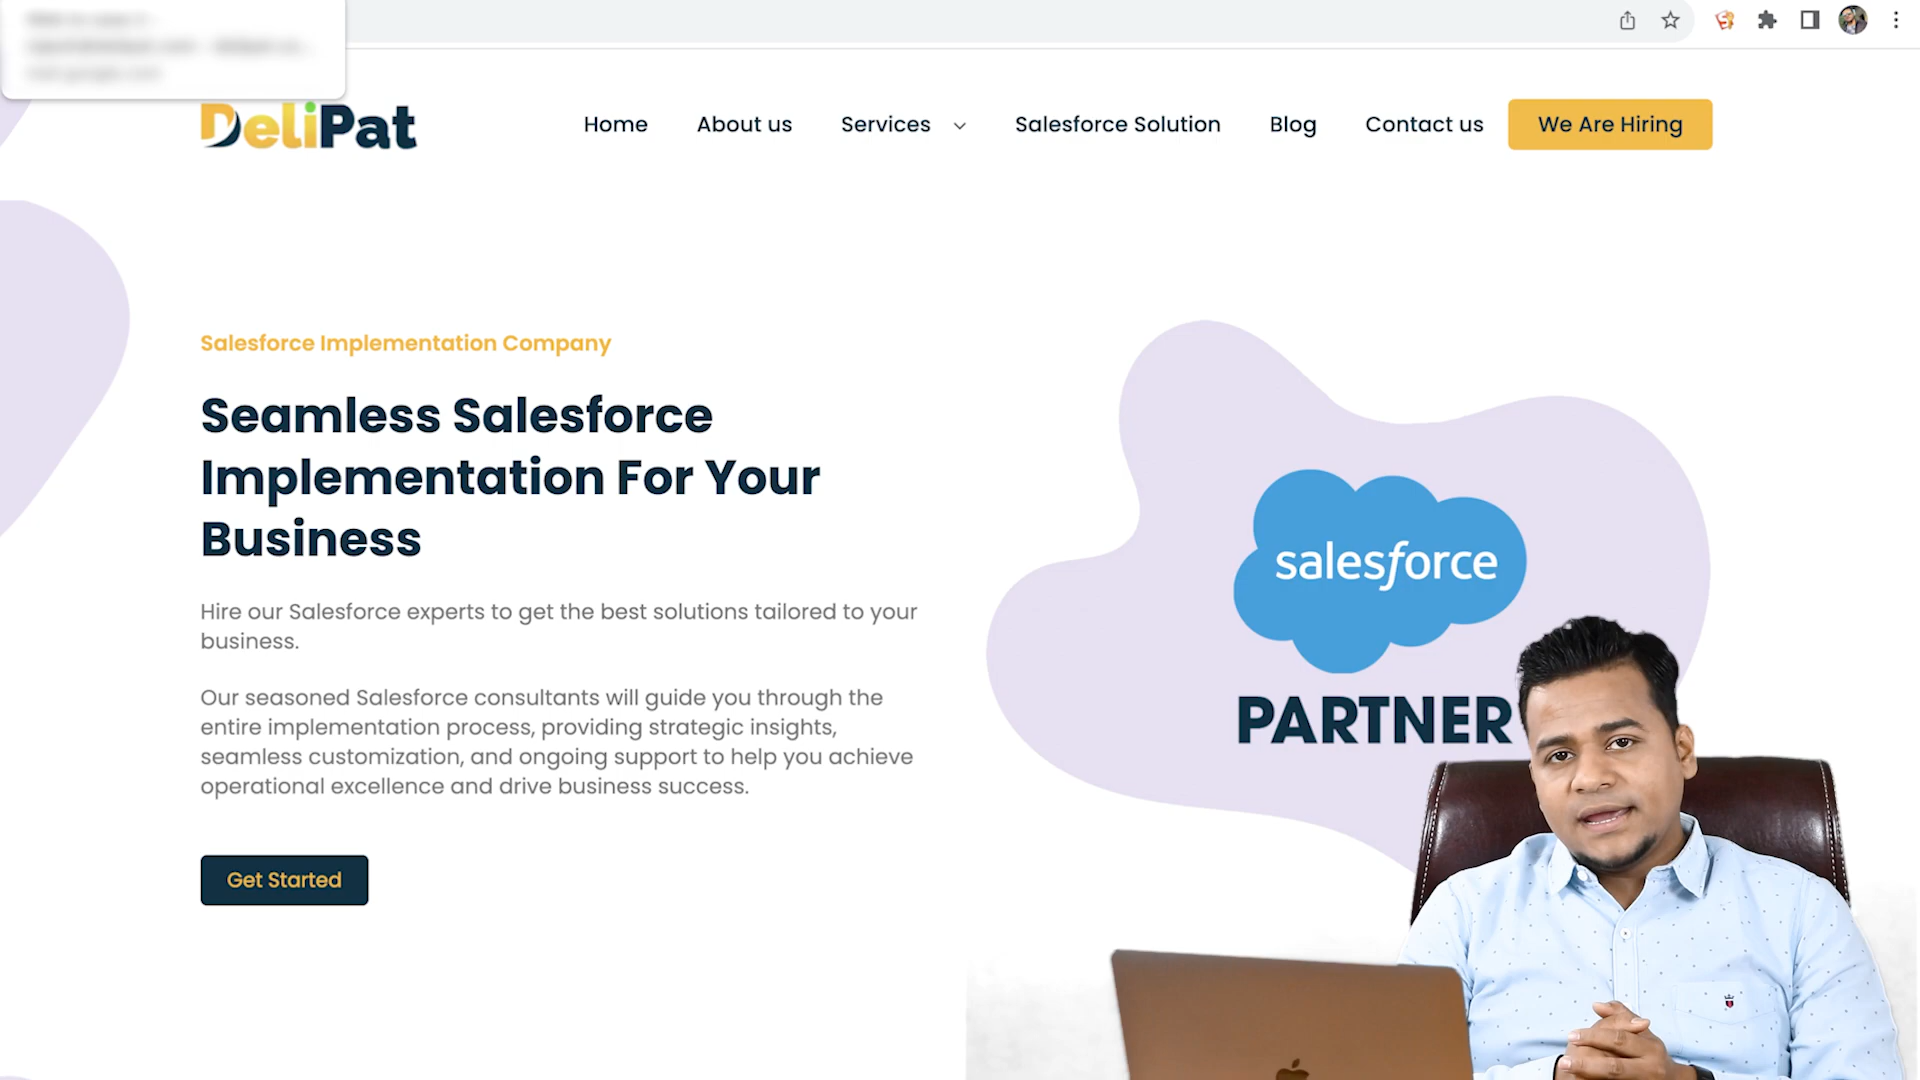 DeliPat
Home
About us
Services
Salesforce Solution
Blog
Contact us
We Are Hiring
Salesforce Implementation Company
Seamless Salesforce
Implementation For Your
Business
Hire our Salesforce experts to get the best solutions tailored to your
business.
Our seasoned Salesforce consultants will guide you through the
entire implementation process, providing strategic insights,
seamless customization, and ongoing support to help you achieve
operational excellence and drive business success.
Get Started
salesforce
PARTNER